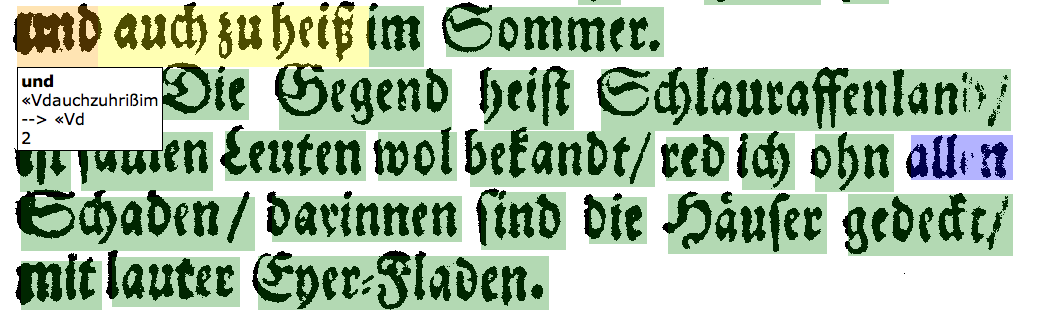 und auch zu heiß im Sommer.
und
«Vdauchzuhrißim
--> «Vd
2
Die Gegend heiſt Schlauraffenland/
iſt faulen Leuten wol bekandt/ red ich ohn allen
Schaden/ darinnen ſind die Häuſer gedeckt/
mit lauter Eyer=Fladen.